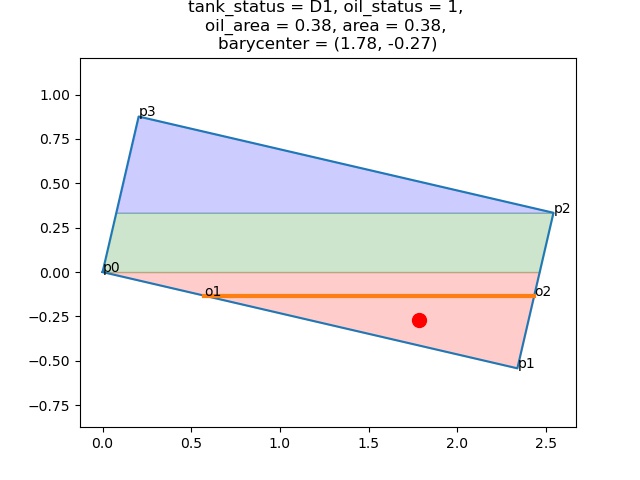 tank_status = D1, oil_status = 1,
oil_area = 0.38, area = 0.38,
barycenter = (1.78, -0.27)
1.00
p3
0.75
0.50
p2
0.25
0.00
p0
o1
o2
−0.25
−0.50
p1
−0.75
0.0 0.5 1.0 1.5 2.0 2.5